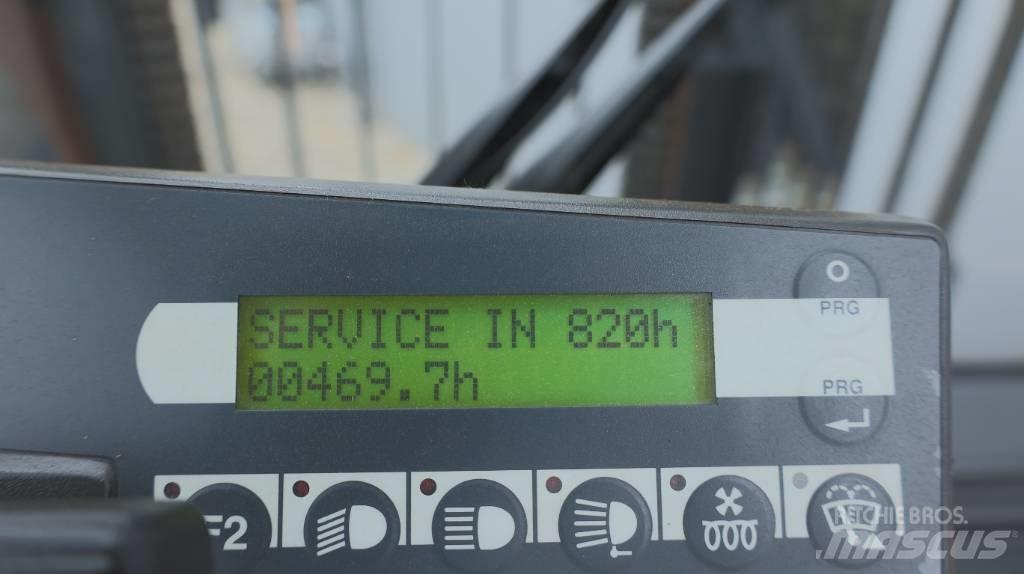 O
PRG
SERVICE IN 820h
00469.7h
PRG
F2
RITCHIE BROS.
MASCUS